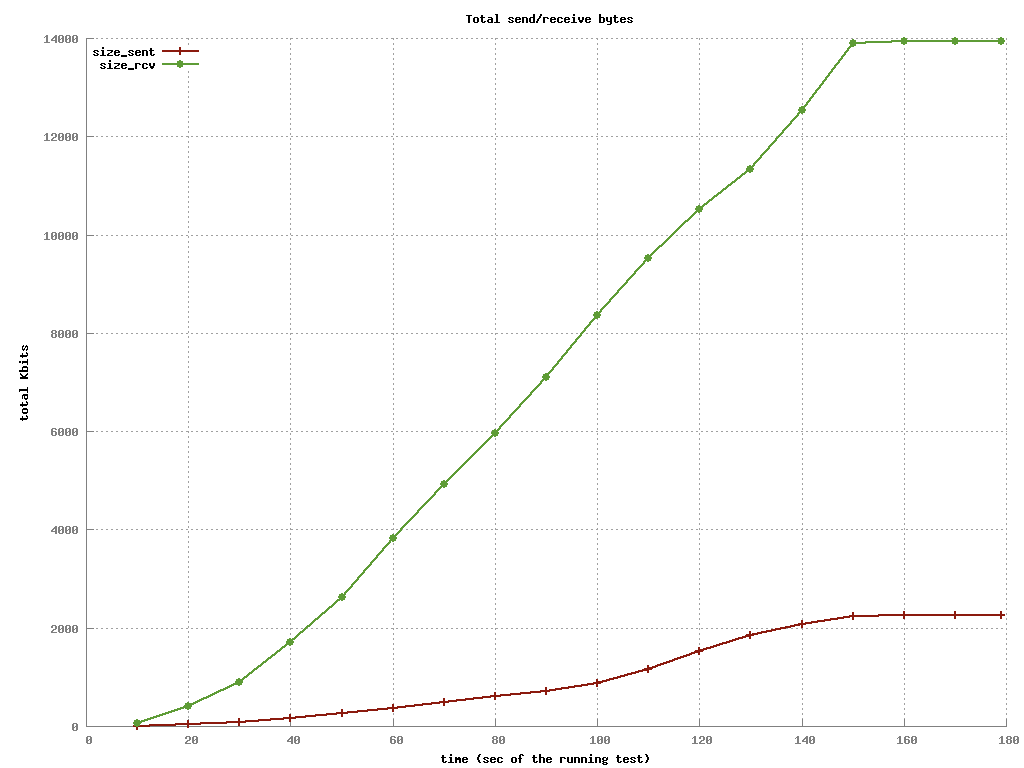 Total send/receive bytes
size_sent
size_rcv
14000
12000
10000
8000
6000
4000
2000
0
total Kbits
0 20 40 60 80 100 120 140 160 180
time (sec of the running test)